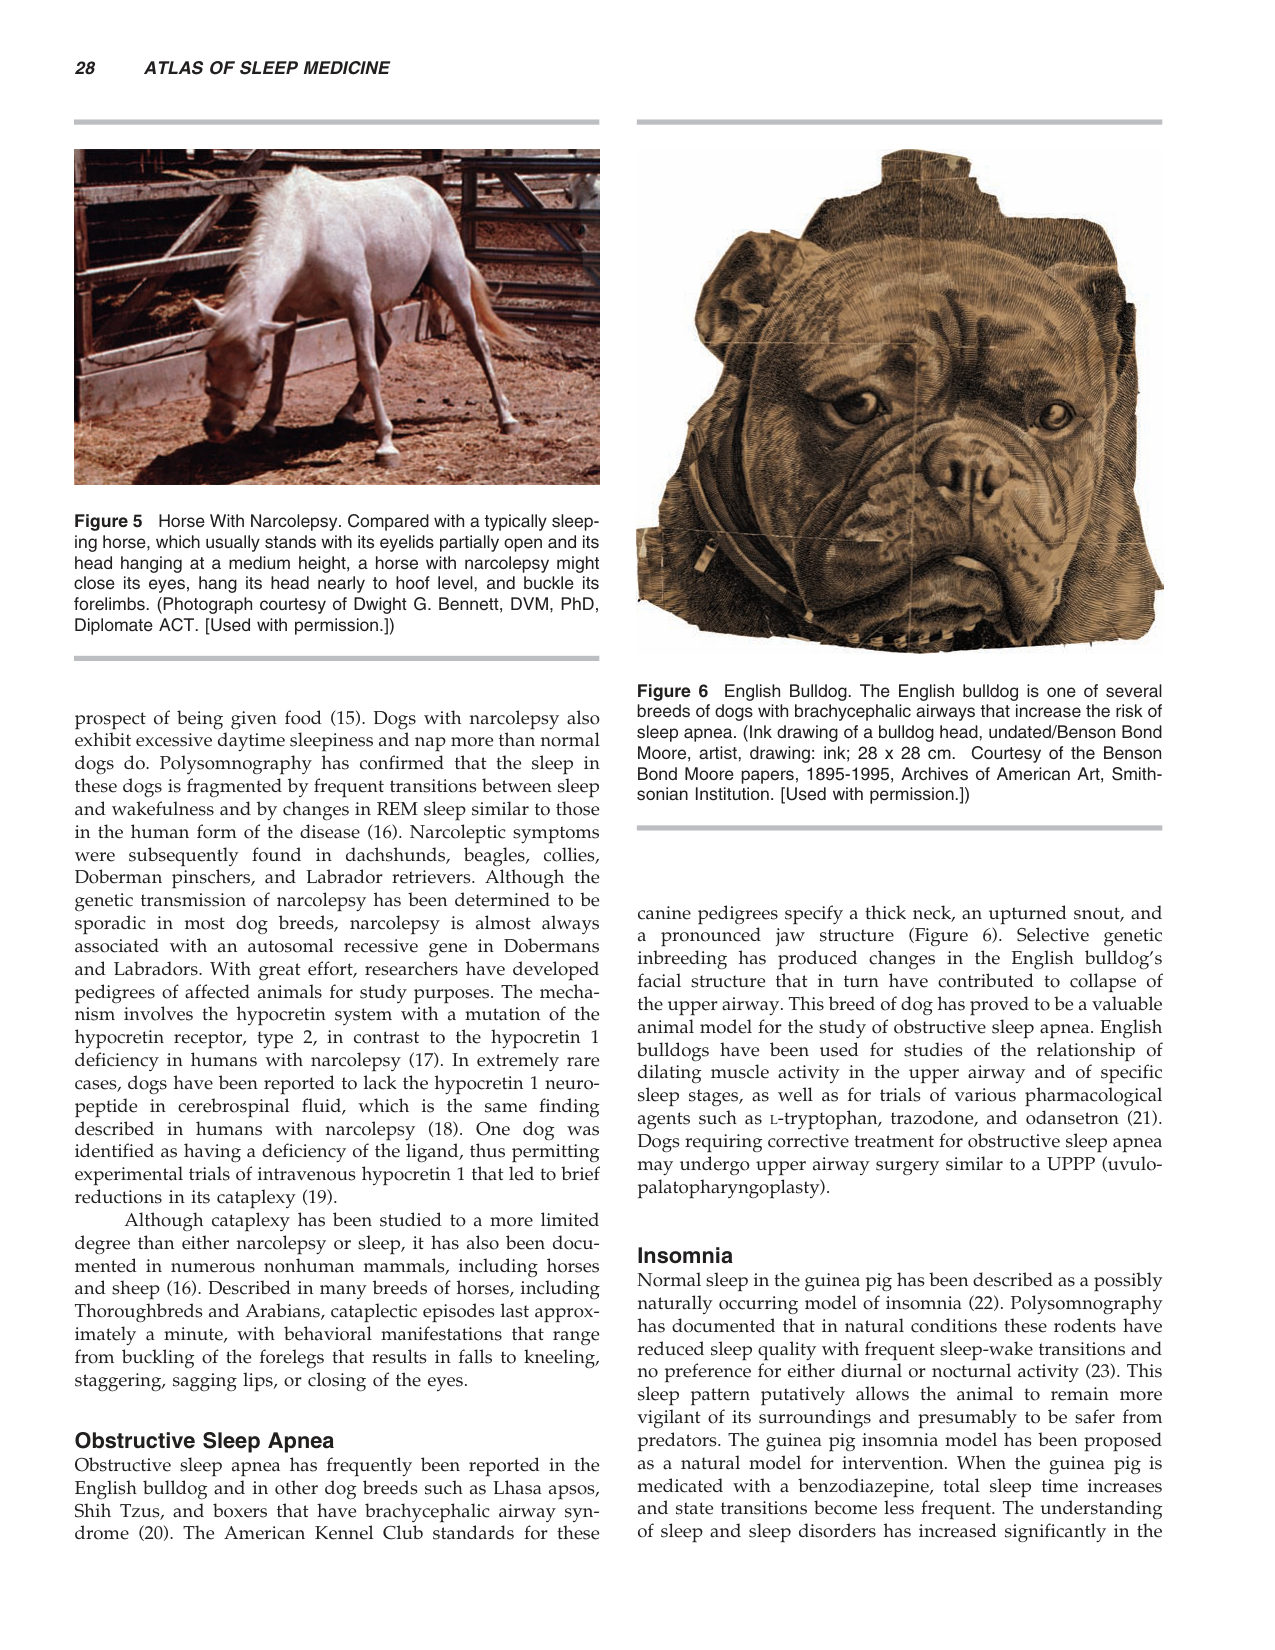 28 ATLAS OF SLEEP MEDICINE
Figure 5 Horse With Narcolepsy. Compared with a typically sleep-
ing horse, which usually stands with its eyelids partially open and its
head hanging at a medium height, a horse with narcolepsy might
close its eyes, hang its head nearly to hoof level, and buckle its
forelimbs. (Photograph courtesy of Dwight G. Bennett, DVM, PhD,
Diplomate ACT. [Used with permission.])
prospect of being given food (15). Dogs with narcolepsy also
exhibit excessive daytime sleepiness and nap more than normal
dogs do. Polysomnography has confirmed that the sleep in
these dogs is fragmented by frequent transitions between sleep
and wakefulness and by changes in REM sleep similar to those
in the human form of the disease (16). Narcoleptic symptoms
were subsequently found in dachshunds, beagles, collies,
Doberman pinschers, and Labrador retrievers. Although the
genetic transmission of narcolepsy has been determined to be
sporadic in most dog breeds, narcolepsy is almost always
associated with an autosomal recessive gene in Dobermans
and Labradors. With great effort, researchers have developed
pedigrees of affected animals for study purposes. The mecha-
nism involves the hypocretin system with a mutation of the
hypocretin receptor, type 2, in contrast to the hypocretin 1
deficiency in humans with narcolepsy (17). In extremely rare
cases, dogs have been reported to lack the hypocretin 1 neuro-
peptide in cerebrospinal fluid, which is the same finding
described in humans with narcolepsy (18). One dog was
identified as having a deficiency of the ligand, thus permitting
experimental trials of intravenous hypocretin 1 that led to brief
reductions in its cataplexy (19).
Although cataplexy has been studied to a more limited
degree than either narcolepsy or sleep, it has also been docu-
mented in numerous nonhuman mammals, including horses
and sheep (16). Described in many breeds of horses, including
Thoroughbreds and Arabians, cataplectic episodes last approx-
imately a minute, with behavioral manifestations that range
from buckling of the forelegs that results in falls to kneeling,
staggering, sagging lips, or closing of the eyes.
Obstructive Sleep Apnea
Obstructive sleep apnea has frequently been reported in the
English bulldog and in other dog breeds such as Lhasa apsos,
Shih Tzus, and boxers that have brachycephalic airway syn-
drome (20). The American Kennel Club standards for these
Figure 6 English Bulldog. The English bulldog is one of several
breeds of dogs with brachycephalic airways that increase the risk of
sleep apnea. (Ink drawing of a bulldog head, undated/Benson Bond
Moore, artist, drawing: ink; 28 x 28 cm. Courtesy of the Benson
Bond Moore papers, 1895-1995, Archives of American Art, Smith-
sonian Institution. [Used with permission.])
canine pedigrees specify a thick neck, an upturned snout, and
a pronounced jaw structure (Figure 6). Selective genetic
inbreeding has produced changes in the English bulldog's
facial structure that in turn have contributed to collapse of
the upper airway. This breed of dog has proved to be a valuable
animal model for the study of obstructive sleep apnea. English
bulldogs have been used for studies of the relationship of
dilating muscle activity in the upper airway and of specific
sleep stages, as well as for trials of various pharmacological
agents such as L-tryptophan, trazodone, and odansetron (21).
Dogs requiring corrective treatment for obstructive sleep apnea
may undergo upper airway surgery similar to a UPPP (uvulo-
palatopharyngoplasty).
Insomnia
Normal sleep in the guinea pig has been described as a possibly
naturally occurring model of insomnia (22). Polysomnography
has documented that in natural conditions these rodents have
reduced sleep quality with frequent sleep-wake transitions and
no preference for either diurnal or nocturnal activity (23). This
sleep pattern putatively allows the animal to remain more
vigilant of its surroundings and presumably to be safer from
predators. The guinea pig insomnia model has been proposed
as a natural model for intervention. When the guinea pig is
medicated with a benzodiazepine, total sleep time increases
and state transitions become less frequent. The understanding
of sleep and sleep disorders has increased significantly in the